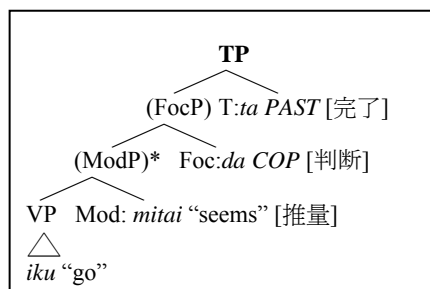 TP
(FocP) T:ta PAST [完了]
(ModP)* Foc:da COP [判断]
VP Mod: mitai “seems” [推量]
iku “go”